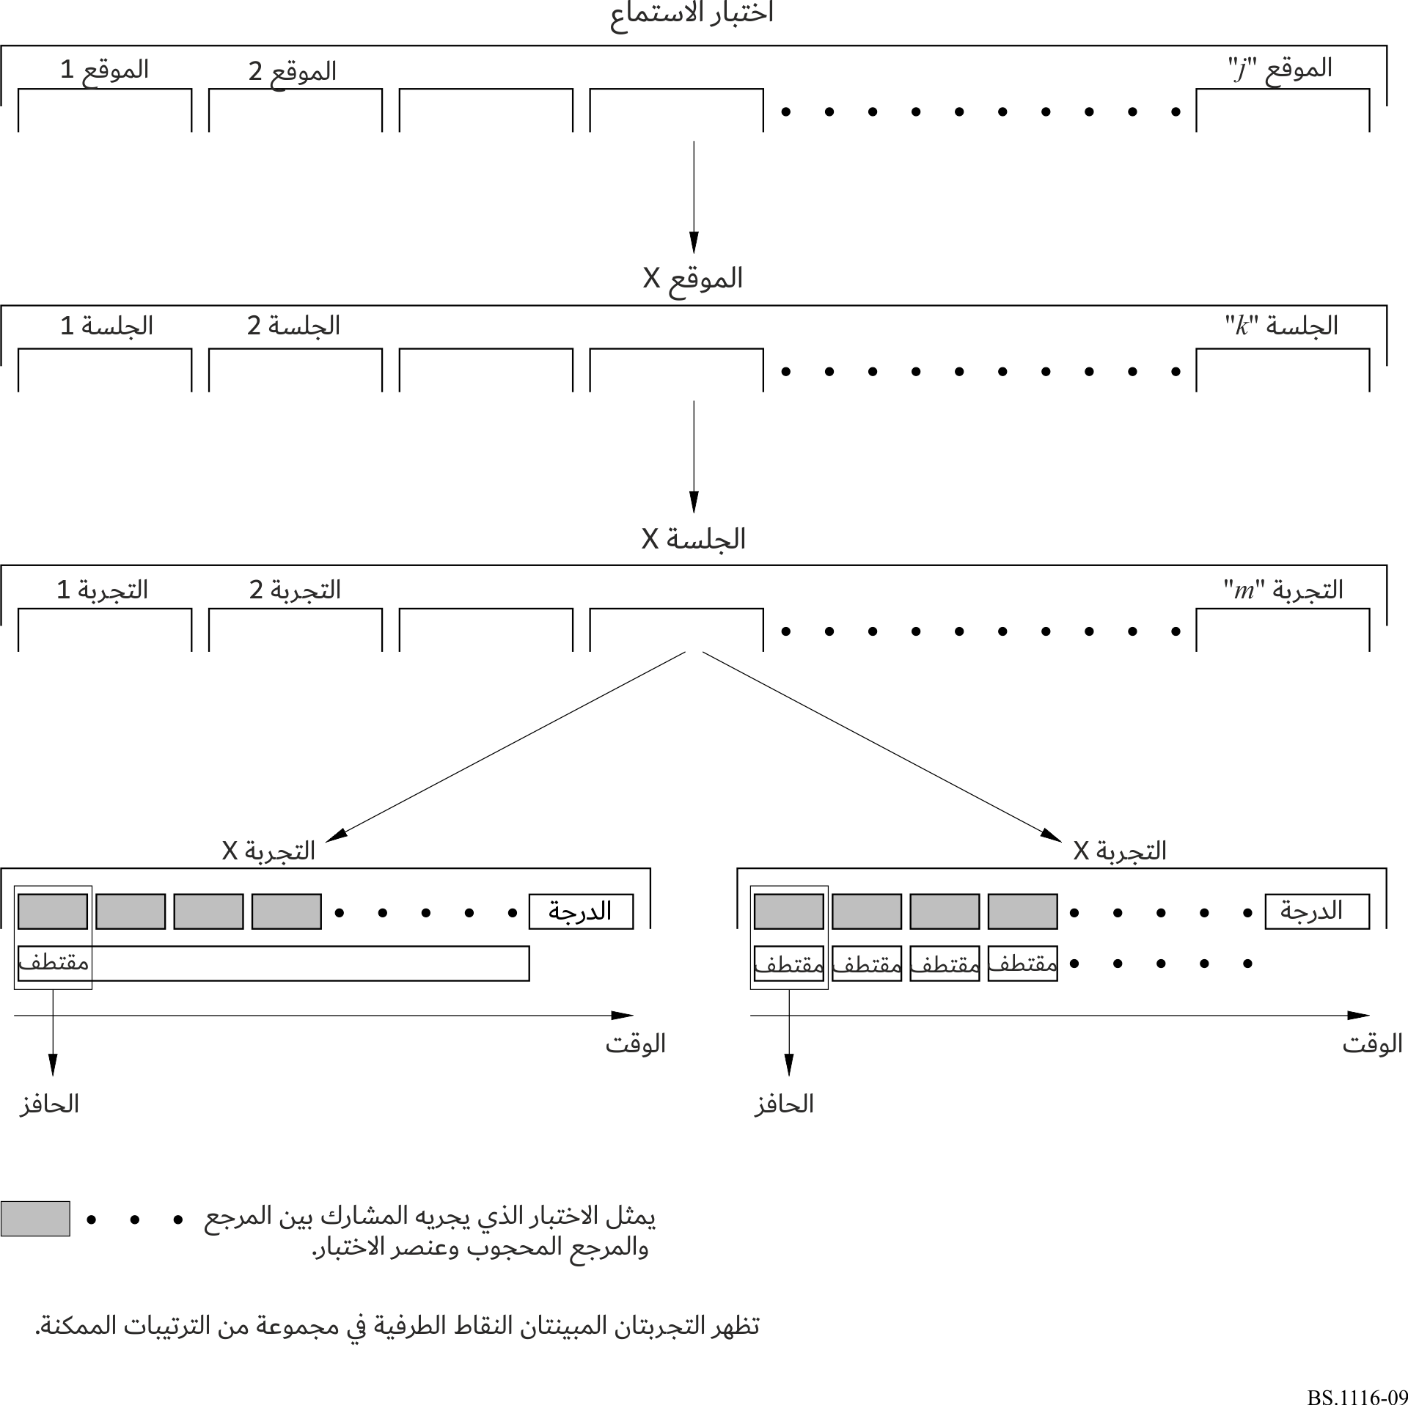 اختبار الاستماع
الموقع 1
الموقع 2
الموقع "j"
الموقع X
الجلسة 1
الجلسة 2
الجلسة "k"
الجلسة X
التجربة 1
التجربة 2
التجربة "m"
التجربة X
التجربة X
الدرجة
الدرجة
مقتطف
مقتطف
مقتطف
مقتطف
مقتطف
الوقت
الوقت
الحافز
الحافز
يمثل الاختبار الذي يجريه المشارك بين المرجع
والمرجع المحجوب وعنصر الاختبار.
تظهر التجربتان المبينتان النقاط الطرفية في مجموعة من الترتيبات الممكنة.
BS.1116-09